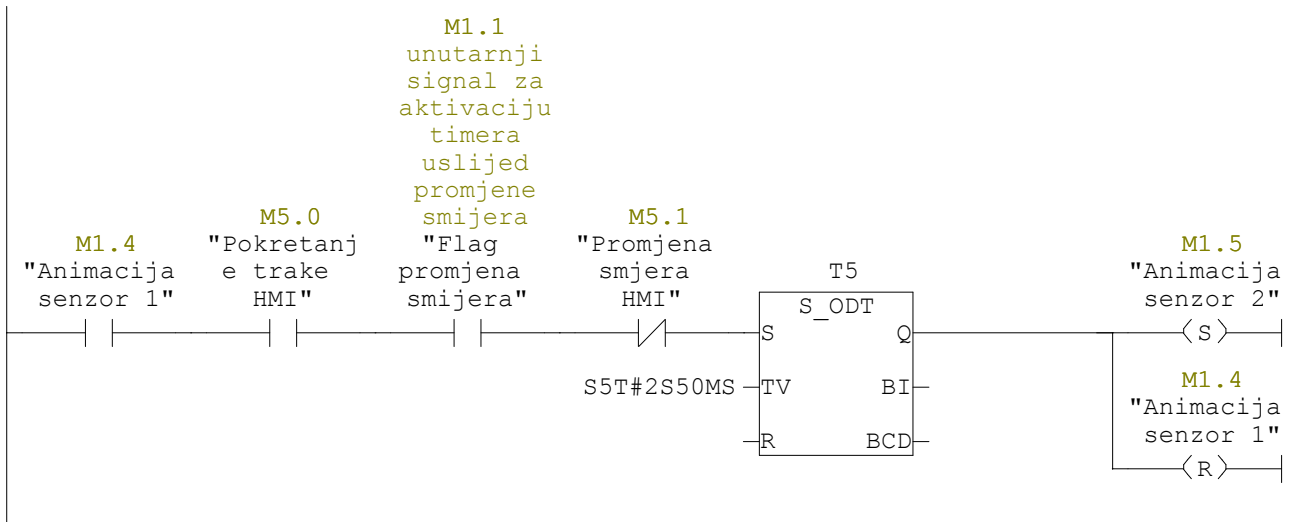 M1.1
unutarnji
signal za
aktivaciju
timera
uslijed
promjene
smijera
"Flag
promjena
smijera"
M1.4
"Animacija
senzor 1"
M5.0
"Pokretanj
e trake
HMI"
M5.1
"Promjena
smjera
HMI"
T5
S_ODT
S
Q
S5T#2S50MS
TV
BI
R
BCD
M1.5
"Animacija
senzor 2"
S
M1.4
"Animacija
senzor 1"
R